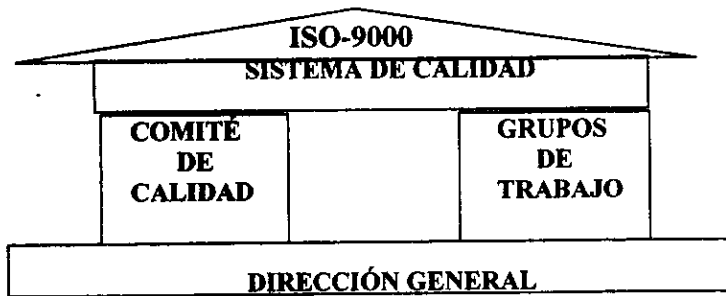 ISO-9000
SISTEMA DE CALIDAD
COMITÉ
DE
CALIDAD
GRUPOS
DE
TRABAJO
DIRECCIÓN GENERAL